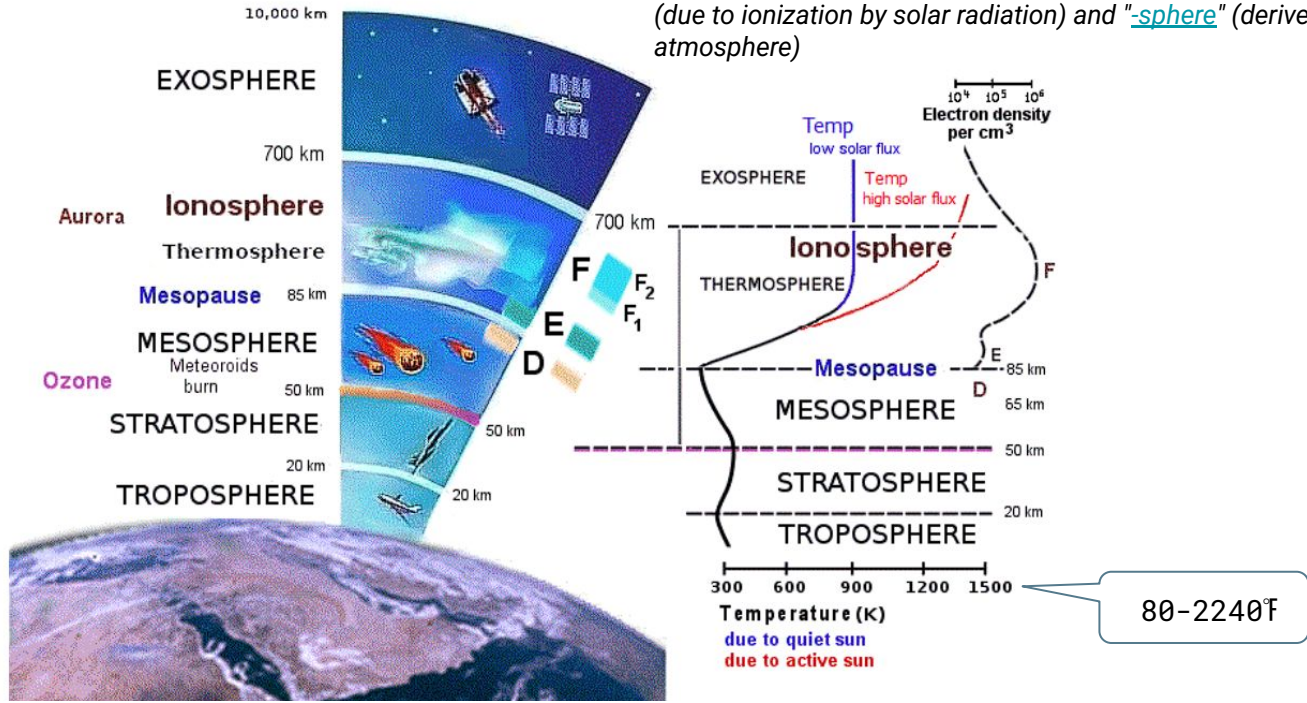 (due to ionization by solar radiation) and "-sphere" (derive
atmosphere)
10,000 km
EXOSPHERE
700 km
Aurora
Ionosphere
Thermosphere
Mesopause
85 km
MESOSPHERE
Meteoroids
burn
Ozone
50 km
STRATOSPHERE
20 km
TROPOSPHERE
700 km
F
F2
F1
E
D
50 km
20 km
10⁴ 10⁵ 10⁶
Electron density
per cm³
Temp
low solar flux
EXOSPHERE
Temp
high solar flux
Ionosphere
THERMOSPHERE
F
E
Mesopause
85 km
D
MESOSPHERE
65 km
50 km
STRATOSPHERE
20 km
TROPOSPHERE
300 600 900 1200 1500
Temperature (K)
due to quiet sun
due to active sun
80-2240°F